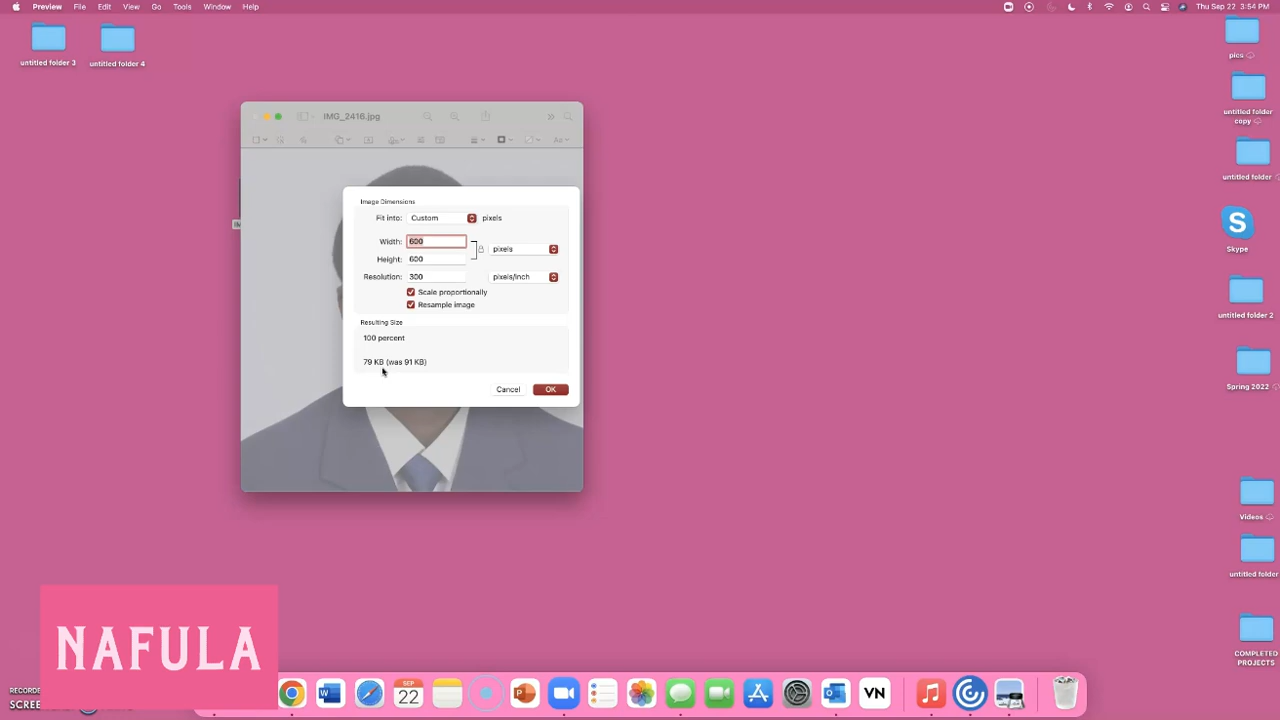 Preview File Edit View Go Tools Window Help
Thu Sep 22 3:54 PM
untitled folder 3
untitled folder 4
pics
untitled folder
copy
untitled folder
Skype
untitled folder 2
Spring 2022
Videos
untitled folder
COMPLETED
PROJECTS
IMG_2416.jpg
Image Dimensions
Fit into: Custom pixels
Width: 600 pixels
Height: 600
Resolution: 300 pixels/inch
Scale proportionally
Resample image
Resulting Size
100 percent
79 KB (was 91 KB)
Cancel OK
NAFULA
RECORDE
SCREE
SEP
22
VN